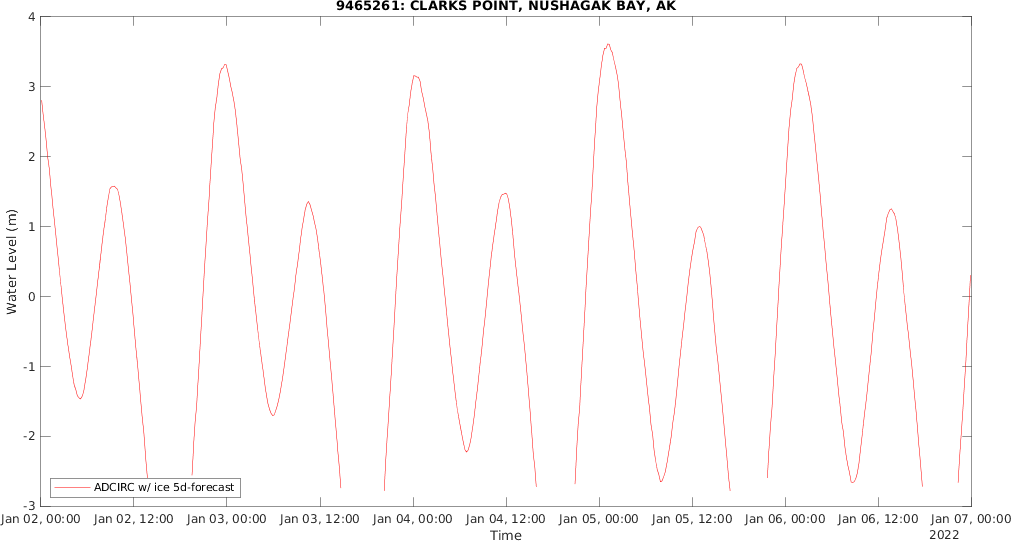 9465261: CLARKS POINT, NUSHAGAK BAY, AK
4
3
2
1
0
-1
-2
-3
Water Level (m)
ADCIRC w/ ice 5d-forecast
Jan 02, 00:00 Jan 02, 12:00 Jan 03, 00:00 Jan 03, 12:00 Jan 04, 00:00 Jan 04, 12:00 Jan 05, 00:00 Jan 05, 12:00 Jan 06, 00:00 Jan 06, 12:00 Jan 07, 00:00
Time
2022